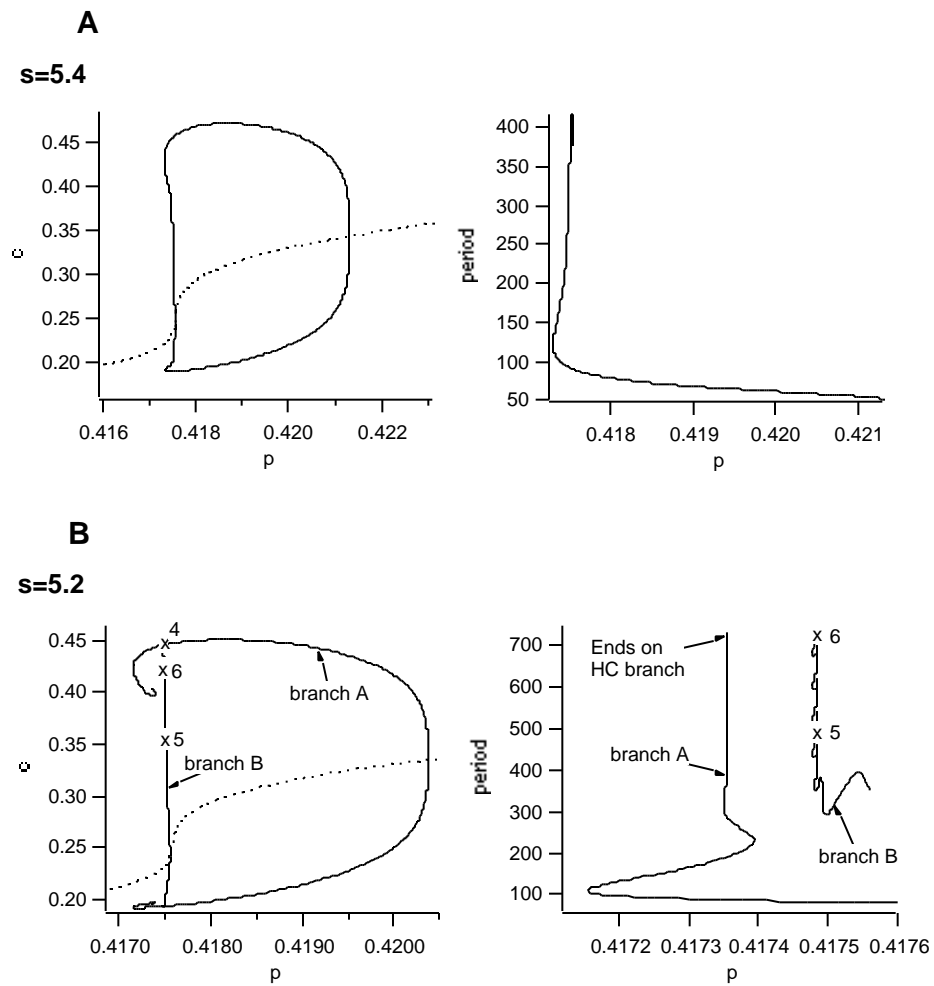 A
s=5.4
0.45
0.40
0.35
0.30
0.25
0.20
c
0.416
0.418
0.420
0.422
p
400
350
300
250
200
150
100
50
period
0.418
0.419
0.420
0.421
p
B
s=5.2
0.45
0.40
0.35
0.30
0.25
0.20
c
x 4
x 6
x 5
branch A
branch B
0.4170
0.4180
0.4190
0.4200
p
700
600
500
400
300
200
100
period
Ends on
HC branch
branch A
x 6
x 5
branch B
0.4172
0.4173
0.4174
0.4175
0.4176
p